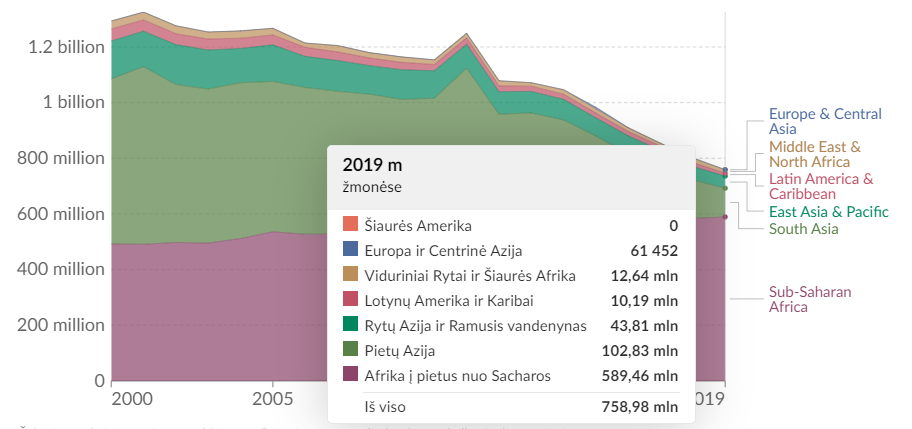 1.2 billion
1 billion
800 million
600 million
400 million
200 million
0
2000
2005
019
2019 m
žmonėse
Šiaurės Amerika 0
Europa ir Centrinė Azija 61 452
Viduriniai Rytai ir Šiaurės Afrika 12,64 mln
Lotynų Amerika ir Karibai 10,19 mln
Rytų Azija ir Ramusis vandenynas 43,81 mln
Pietų Azija 102,83 mln
Afrika į pietus nuo Sacharos 589,46 mln
Iš viso 758,98 mln
Europe & Central
Asia
Middle East &
North Africa
Latin America &
Caribbean
East Asia & Pacific
South Asia
Sub-Saharan
Africa